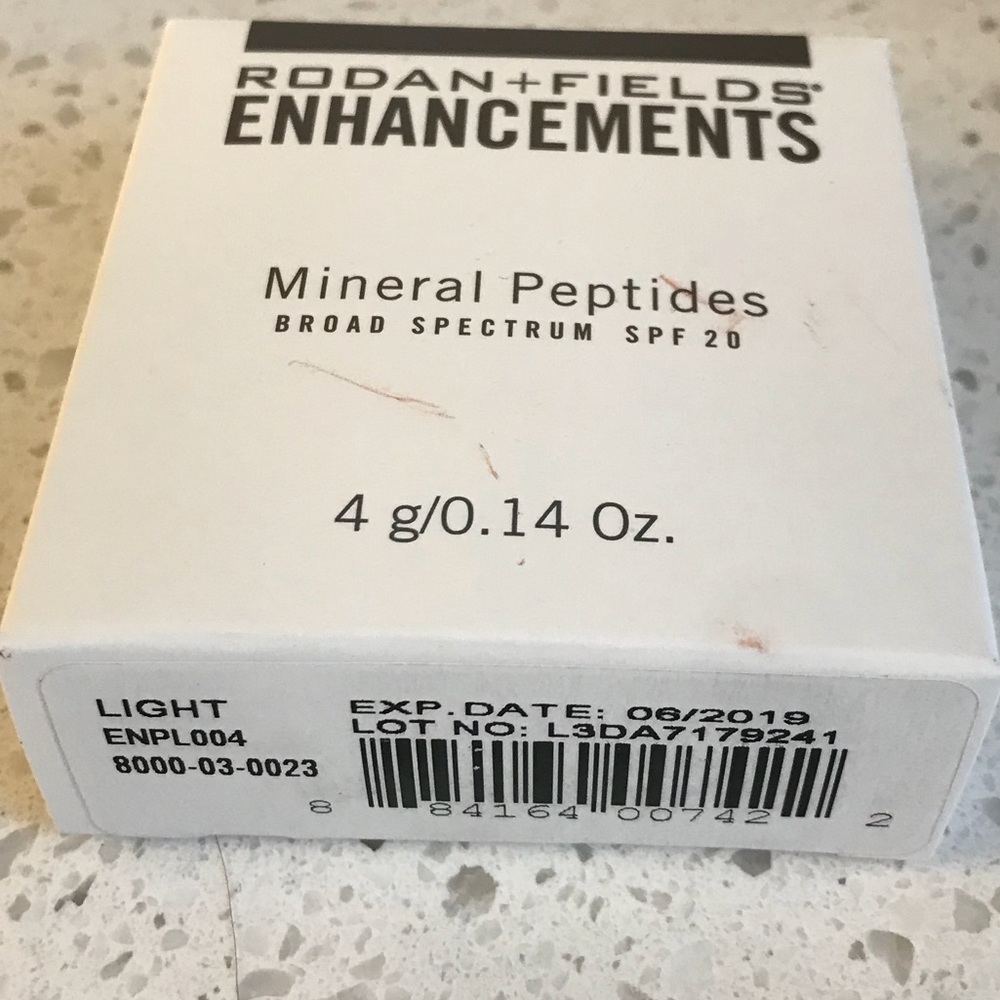 RODAN+FIELDS®
ENHANCEMENTS
Mineral Peptides
BROAD SPECTRUM SPF 20
4 g/0.14 Oz.
LIGHT
ENPL004
8000-03-0023
EXP.DATE: 06/2019
LOT NO: L3DA7179241
8 84164 00742 2